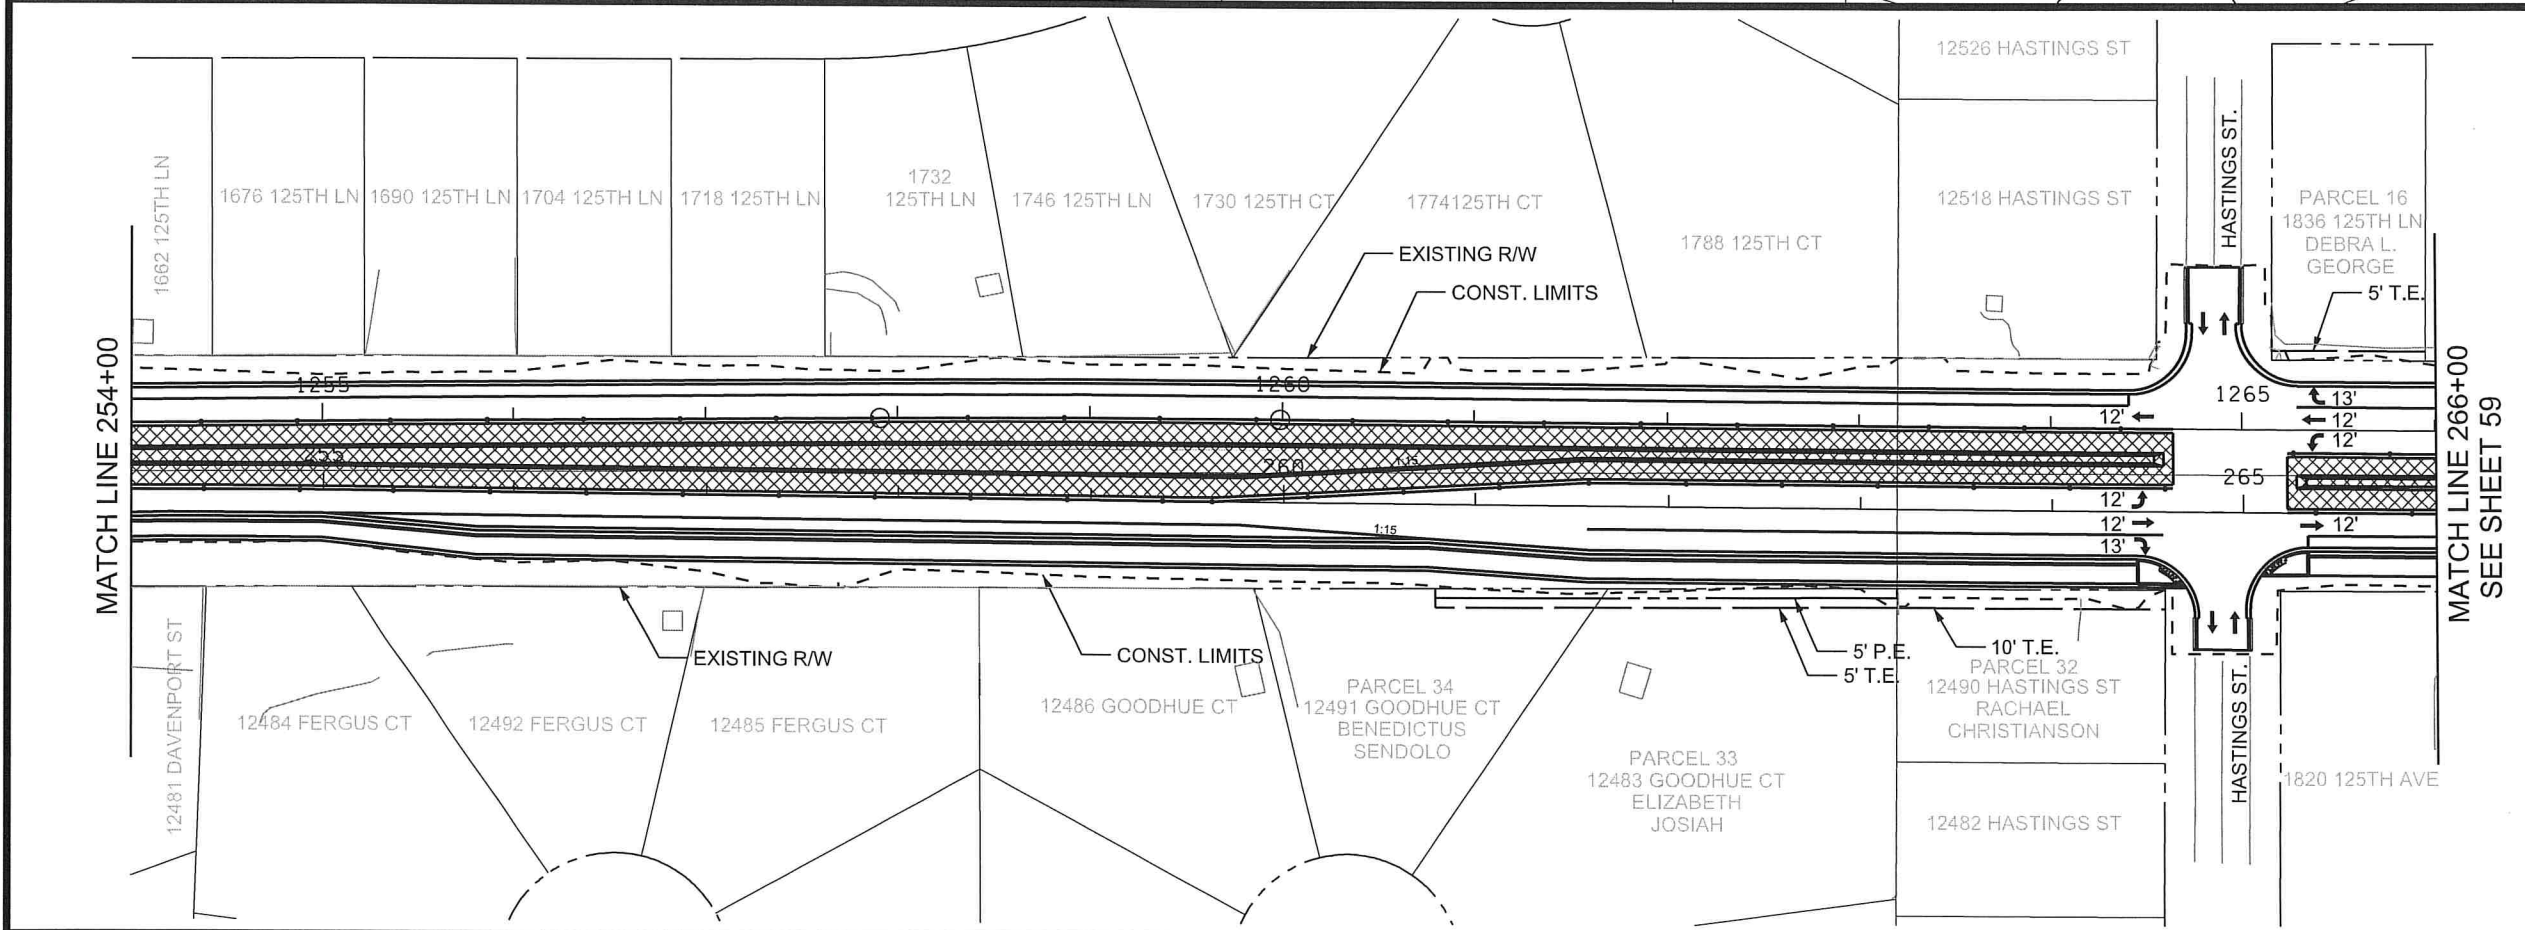 12526 HASTINGS ST
HASTINGS ST.
1662 125TH LN
1676 125TH LN
1690 125TH LN
1704 125TH LN
1718 125TH LN
1732
125TH LN
1746 125TH LN
1730 125TH CT
1774125TH CT
1788 125TH CT
12518 HASTINGS ST
PARCEL 16
1836 125TH LN
DEBRA L.
GEORGE
5' T.E.
EXISTING R/W
CONST. LIMITS
MATCH LINE 254+00
1255
1260
1265
13'
12'
12'
12'
255
260
1:15
265
12'
12'
13'
12'
1:15
MATCH LINE 266+00
SEE SHEET 59
EXISTING R/W
CONST. LIMITS
5' P.E.
5' T.E.
10' T.E.
PARCEL 32
12490 HASTINGS ST
RACHAEL
CHRISTIANSON
12481 DAVENPORT ST
12484 FERGUS CT
12492 FERGUS CT
12485 FERGUS CT
12486 GOODHUE CT
PARCEL 34
12491 GOODHUE CT
BENEDICTUS
SENDOLO
PARCEL 33
12483 GOODHUE CT
ELIZABETH
JOSIAH
12482 HASTINGS ST
HASTINGS ST.
1820 125TH AVE